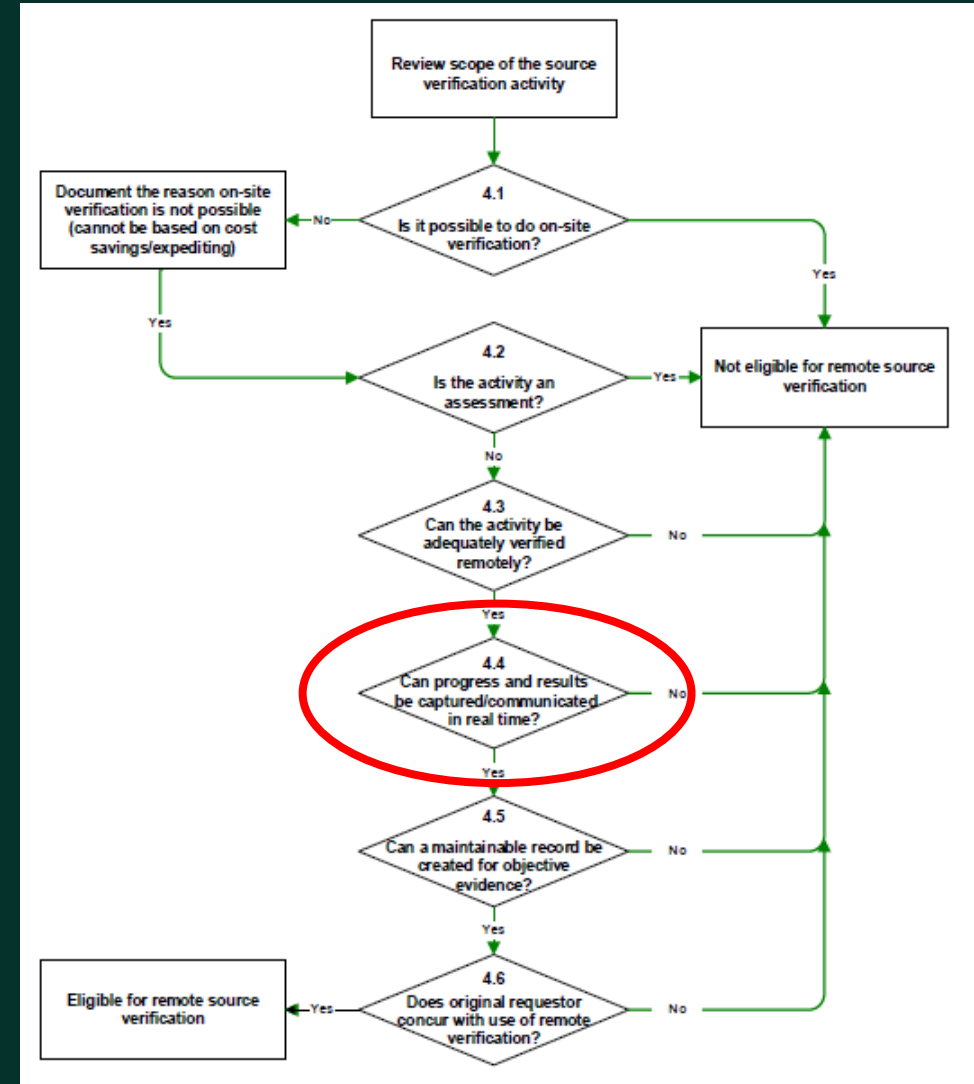 Review scope of the source
verification activity
4.1
Is it possible to do on-site
verification?
No
Yes
Document the reason on-site
verification is not possible
(cannot be based on cost
savings/expediting)
Yes
4.2
Is the activity an
assessment?
Yes
Not eligible for remote source
verification
No
4.3
Can the activity be
adequately verified
remotely?
No
Yes
4.4
Can progress and results
be captured/communicated
in real time?
No
Yes
4.5
Can a maintainable record be
created for objective
evidence?
No
Yes
4.6
Does original requestor
concur with use of remote
verification?
No
Yes
Eligible for remote source
verification